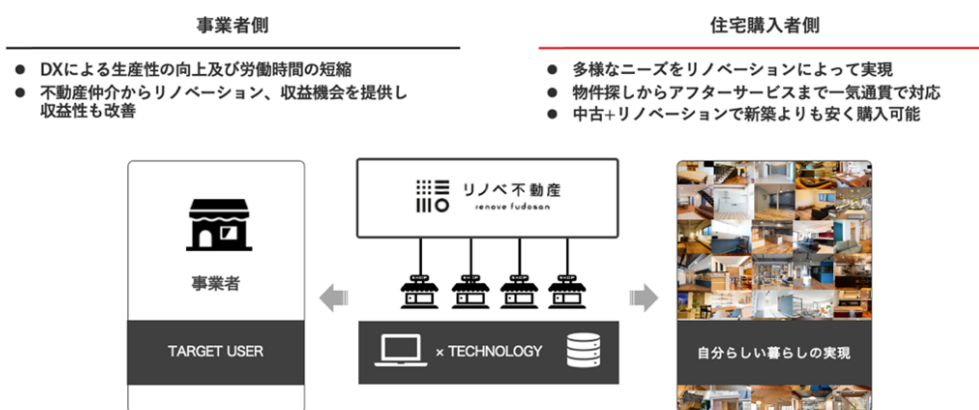 事業者側
DXによる生産性の向上及び労働時間の短縮
不動産仲介からリノベーション、収益機会を提供し
収益性も改善
住宅購入者側
多様なニーズをリノベーションによって実現
物件探しからアフターサービスまで一気通貫で対応
中古+リノベーションで新築よりも安く購入可能
事業者
TARGET USER
リノベ不動産
renove fudosan
SHOP SHOP SHOP SHOP
× TECHNOLOGY
自分らしい暮らしの実現